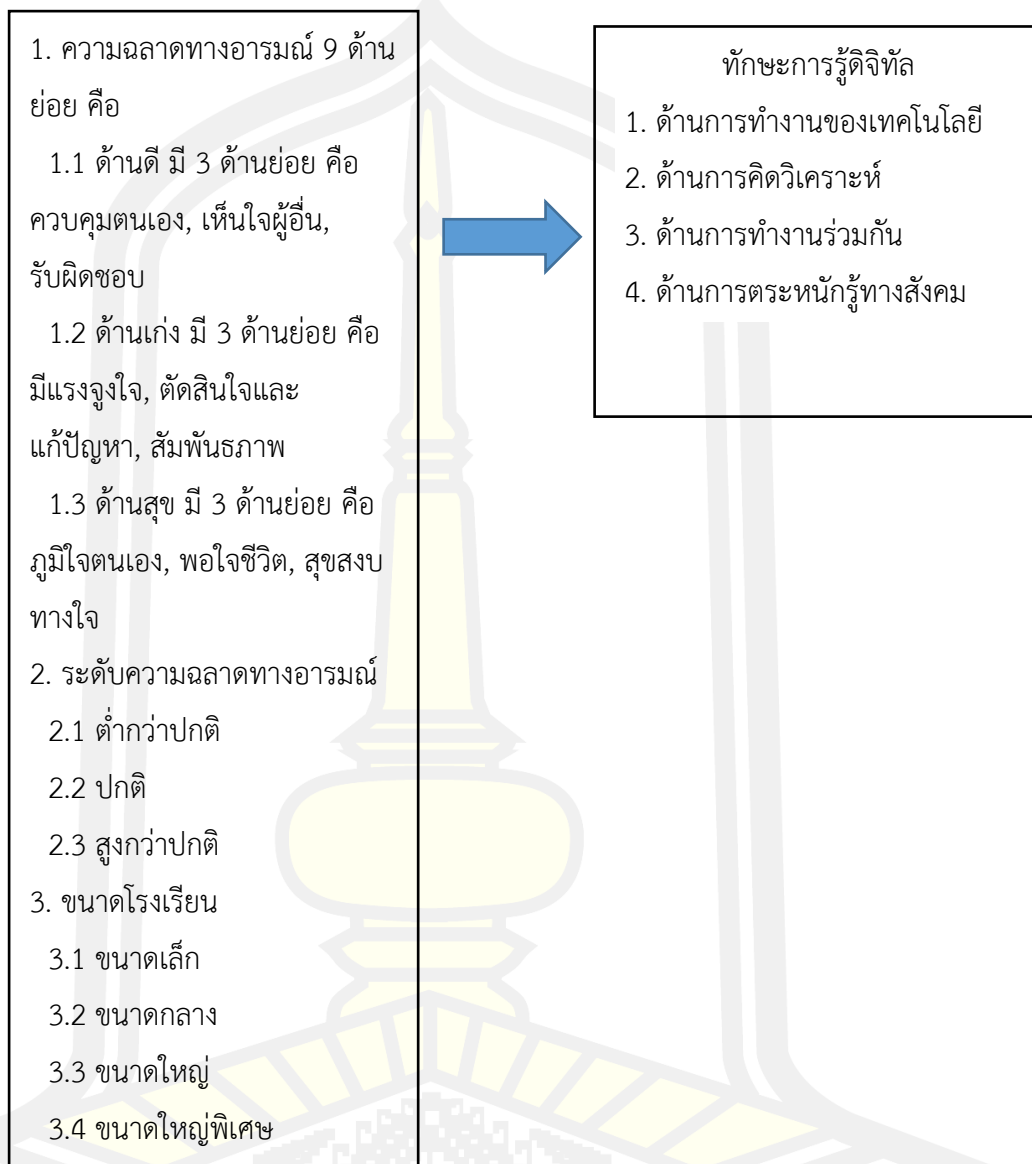 1. ความฉลาดทางอารมณ์ 9 ด้าน
ย่อย คือ
1.1 ด้านดี มี 3 ด้านย่อย คือ
ควบคุมตนเอง, เห็นใจผู้อื่น,
รับผิดชอบ
1.2 ด้านเก่ง มี 3 ด้านย่อย คือ
มีแรงจูงใจ, ตัดสินใจและ
แก้ปัญหา, สัมพันธภาพ
1.3 ด้านสุข มี 3 ด้านย่อย คือ
ภูมิใจตนเอง, พอใจชีวิต, สุขสงบ
ทางใจ
2. ระดับความฉลาดทางอารมณ์
2.1 ต่ำกว่าปกติ
2.2 ปกติ
2.3 สูงกว่าปกติ
3. ขนาดโรงเรียน
3.1 ขนาดเล็ก
3.2 ขนาดกลาง
3.3 ขนาดใหญ่
3.4 ขนาดใหญ่พิเศษ
ทักษะการรู้ดิจิทัล
1. ด้านการทำงานของเทคโนโลยี
2. ด้านการคิดวิเคราะห์
3. ด้านการทำงานร่วมกัน
4. ด้านการตระหนักรู้ทางสังคม